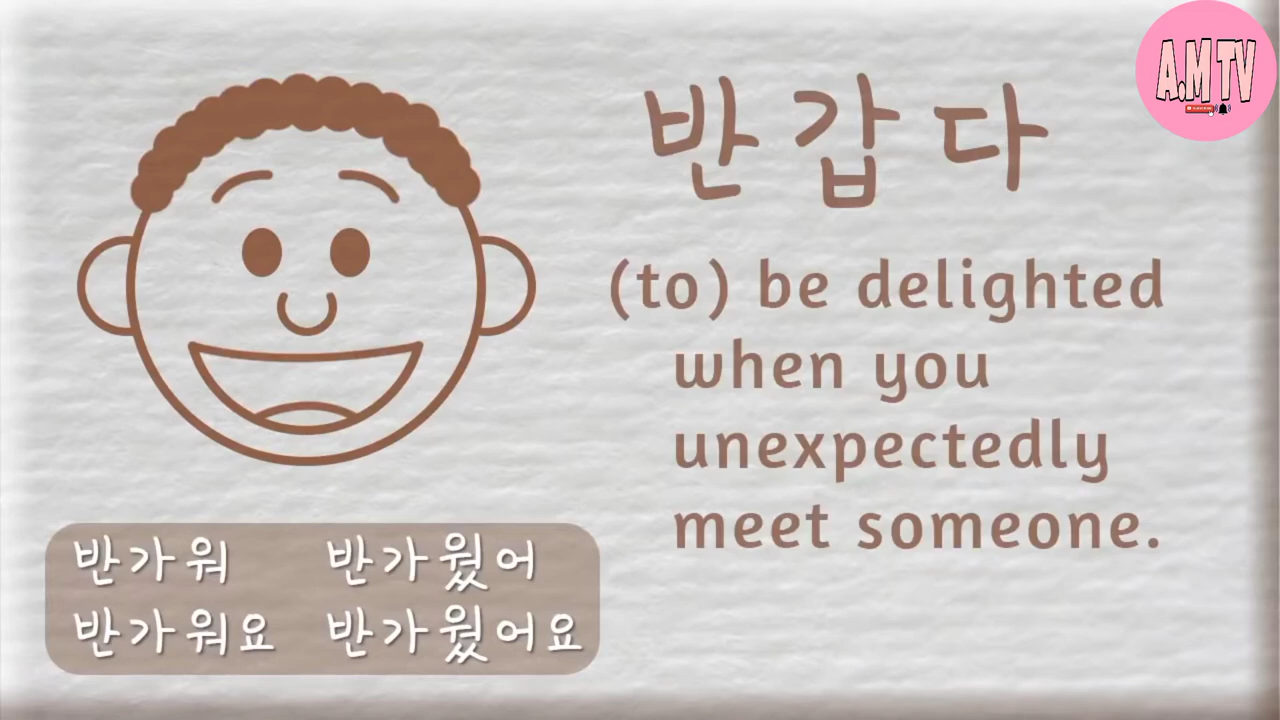 A.M TV
반갑다
(to) be delighted
when you
unexpectedly
meet someone.
반가워 반가웠어
반가워요 반가웠어요